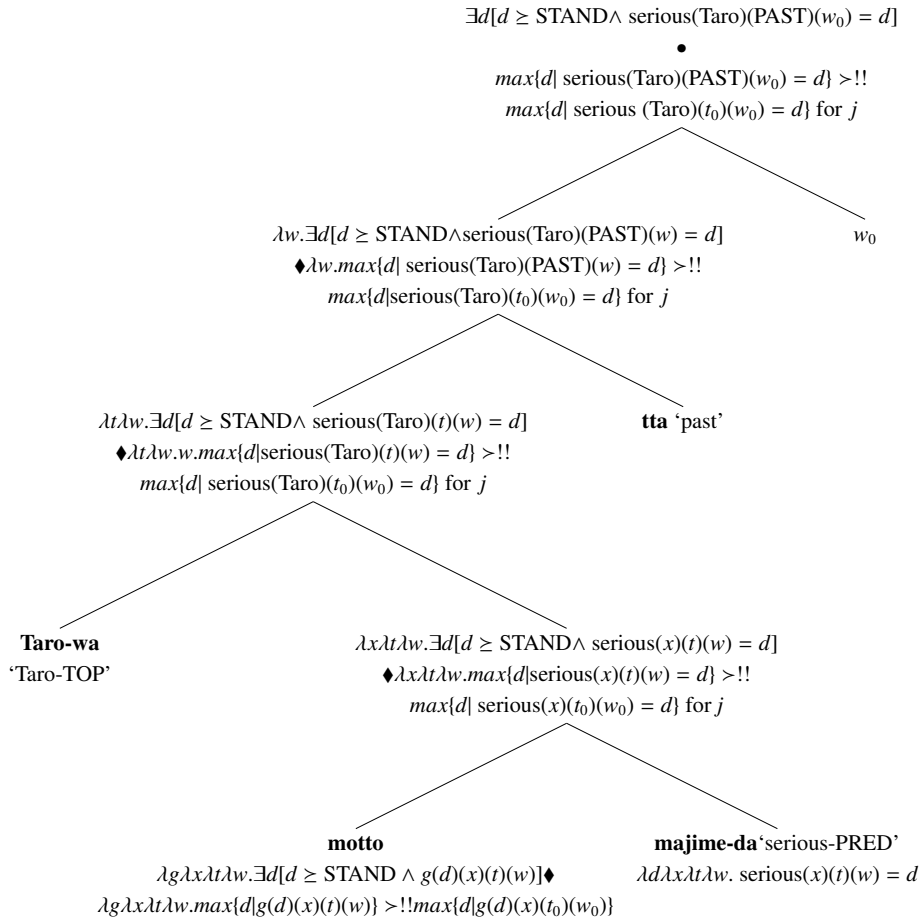 ∃d[d ⪰ STAND∧ serious(Taro)(PAST)(w₀) = d]
•
max{d| serious(Taro)(PAST)(w₀) = d} >!!
max{d| serious (Taro)(t₀)(w₀) = d} for j
λw.∃d[d ⪰ STAND∧serious(Taro)(PAST)(w) = d]
♦λw.max{d| serious(Taro)(PAST)(w) = d} >!!
max{d|serious(Taro)(t₀)(w₀) = d} for j
w₀
λtλw.∃d[d ⪰ STAND∧ serious(Taro)(t)(w) = d]
♦λtλw.w.max{d|serious(Taro)(t)(w) = d} >!!
max{d| serious(Taro)(t₀)(w₀) = d} for j
tta ‘past’
Taro-wa
‘Taro-TOP’
λxλtλw.∃d[d ⪰ STAND∧ serious(x)(t)(w) = d]
♦λxλtλw.max{d|serious(x)(t)(w) = d} >!!
max{d| serious(x)(t₀)(w₀) = d} for j
motto
λgλxλtλw.∃d[d ⪰ STAND ∧ g(d)(x)(t)(w)]♦
λgλxλtλw.max{d|g(d)(x)(t)(w)} >!!max{d|g(d)(x)(t₀)(w₀)}
majime-da‘serious-PRED’
λdλxλtλw. serious(x)(t)(w) = d